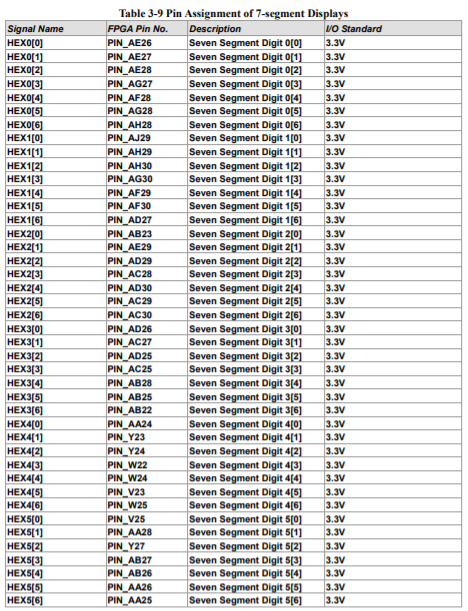 Table 3-9 Pin Assignment of 7-segment Displays
Signal Name FPGA Pin No. Description I/O Standard
HEX0[0] PIN_AE26 Seven Segment Digit 0[0] 3.3V
HEX0[1] PIN_AE27 Seven Segment Digit 0[1] 3.3V
HEX0[2] PIN_AE28 Seven Segment Digit 0[2] 3.3V
HEX0[3] PIN_AG27 Seven Segment Digit 0[3] 3.3V
HEX0[4] PIN_AF28 Seven Segment Digit 0[4] 3.3V
HEX0[5] PIN_AG28 Seven Segment Digit 0[5] 3.3V
HEX0[6] PIN_AH28 Seven Segment Digit 0[6] 3.3V
HEX1[0] PIN_AJ29 Seven Segment Digit 1[0] 3.3V
HEX1[1] PIN_AH29 Seven Segment Digit 1[1] 3.3V
HEX1[2] PIN_AH30 Seven Segment Digit 1[2] 3.3V
HEX1[3] PIN_AG30 Seven Segment Digit 1[3] 3.3V
HEX1[4] PIN_AF29 Seven Segment Digit 1[4] 3.3V
HEX1[5] PIN_AF30 Seven Segment Digit 1[5] 3.3V
HEX1[6] PIN_AD27 Seven Segment Digit 1[6] 3.3V
HEX2[0] PIN_AB23 Seven Segment Digit 2[0] 3.3V
HEX2[1] PIN_AE29 Seven Segment Digit 2[1] 3.3V
HEX2[2] PIN_AD29 Seven Segment Digit 2[2] 3.3V
HEX2[3] PIN_AC28 Seven Segment Digit 2[3] 3.3V
HEX2[4] PIN_AD30 Seven Segment Digit 2[4] 3.3V
HEX2[5] PIN_AC29 Seven Segment Digit 2[5] 3.3V
HEX2[6] PIN_AC30 Seven Segment Digit 2[6] 3.3V
HEX3[0] PIN_AD26 Seven Segment Digit 3[0] 3.3V
HEX3[1] PIN_AC27 Seven Segment Digit 3[1] 3.3V
HEX3[2] PIN_AD25 Seven Segment Digit 3[2] 3.3V
HEX3[3] PIN_AC25 Seven Segment Digit 3[3] 3.3V
HEX3[4] PIN_AB28 Seven Segment Digit 3[4] 3.3V
HEX3[5] PIN_AB25 Seven Segment Digit 3[5] 3.3V
HEX3[6] PIN_AB22 Seven Segment Digit 3[6] 3.3V
HEX4[0] PIN_AA24 Seven Segment Digit 4[0] 3.3V
HEX4[1] PIN_Y23 Seven Segment Digit 4[1] 3.3V
HEX4[2] PIN_Y24 Seven Segment Digit 4[2] 3.3V
HEX4[3] PIN_W22 Seven Segment Digit 4[3] 3.3V
HEX4[4] PIN_W24 Seven Segment Digit 4[4] 3.3V
HEX4[5] PIN_V23 Seven Segment Digit 4[5] 3.3V
HEX4[6] PIN_W25 Seven Segment Digit 4[6] 3.3V
HEX5[0] PIN_V25 Seven Segment Digit 5[0] 3.3V
HEX5[1] PIN_AA28 Seven Segment Digit 5[1] 3.3V
HEX5[2] PIN_Y27 Seven Segment Digit 5[2] 3.3V
HEX5[3] PIN_AB27 Seven Segment Digit 5[3] 3.3V
HEX5[4] PIN_AB26 Seven Segment Digit 5[4] 3.3V
HEX5[5] PIN_AA26 Seven Segment Digit 5[5] 3.3V
HEX5[6] PIN_AA25 Seven Segment Digit 5[6] 3.3V